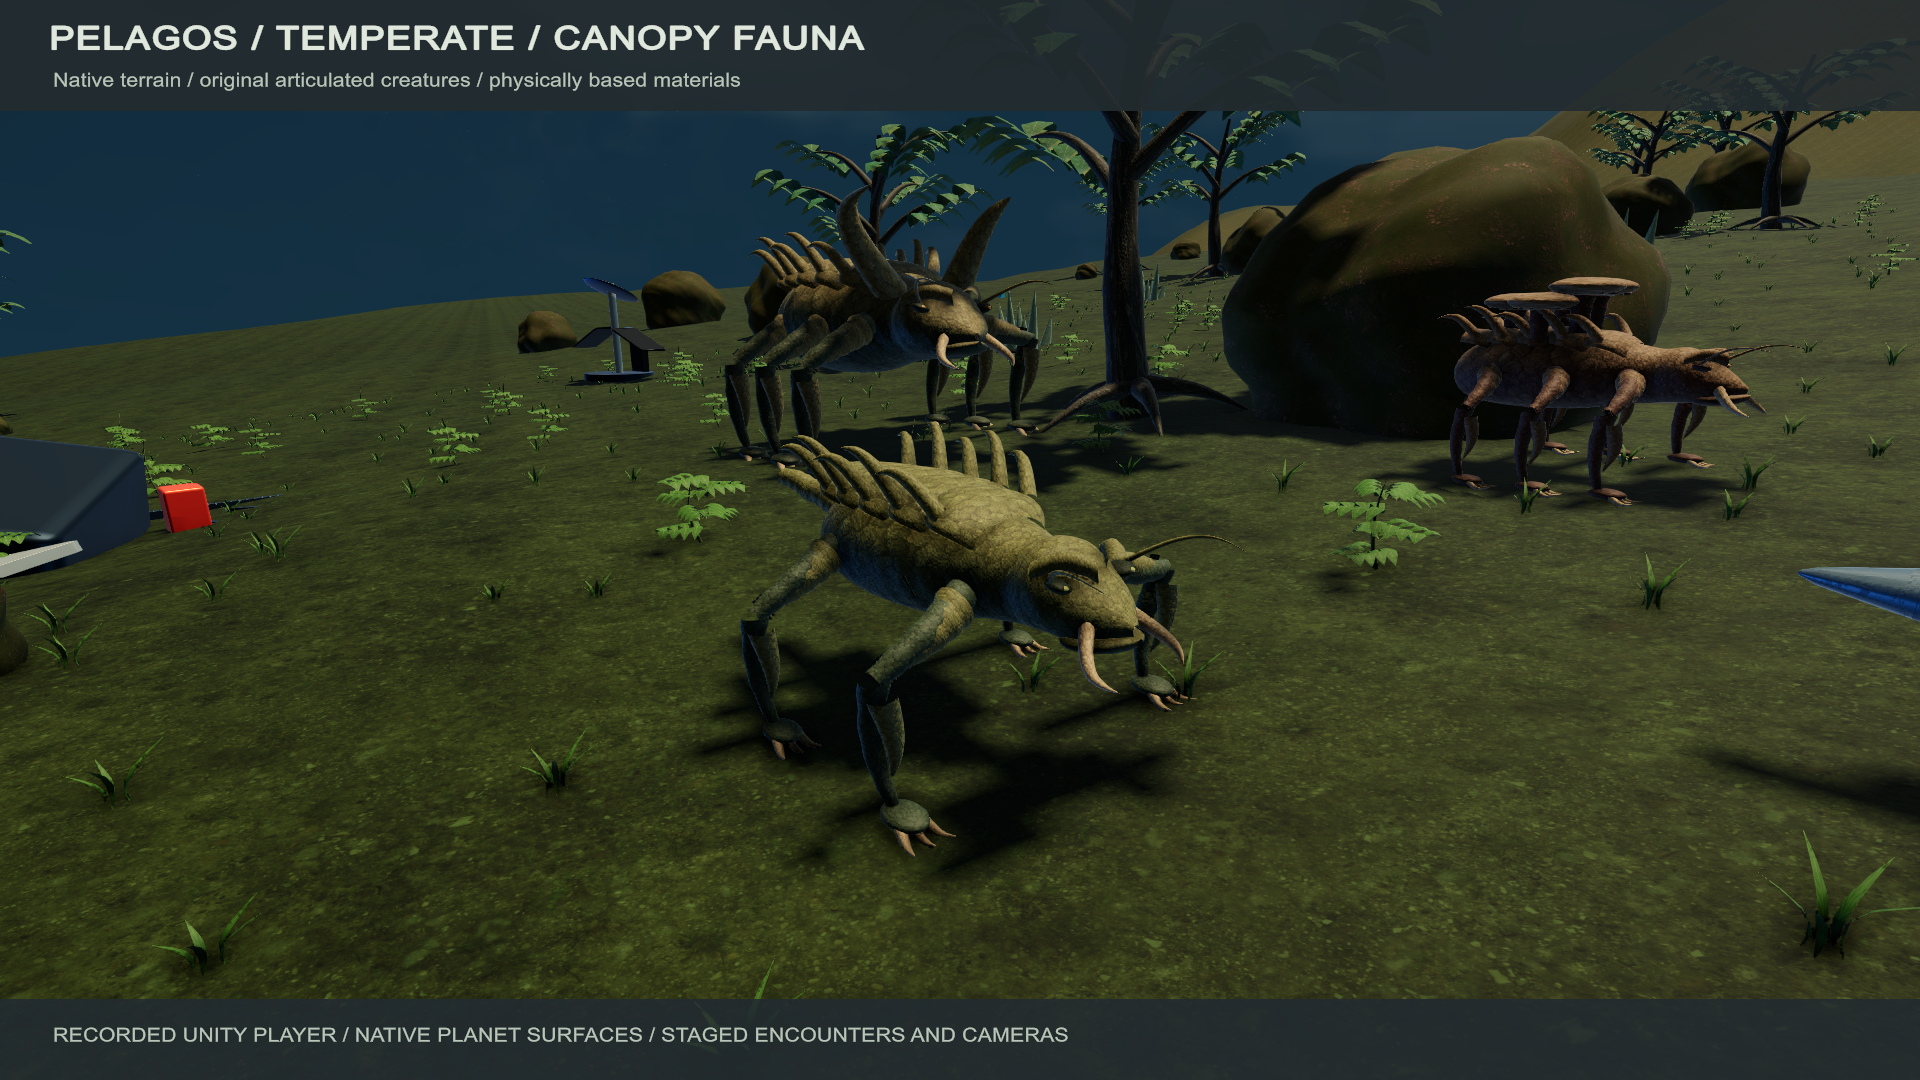 PELAGOS / TEMPERATE / CANOPY FAUNA
Native terrain / original articulated creatures / physically based materials
RECORDED UNITY PLAYER / NATIVE PLANET SURFACES / STAGED ENCOUNTERS AND CAMERAS